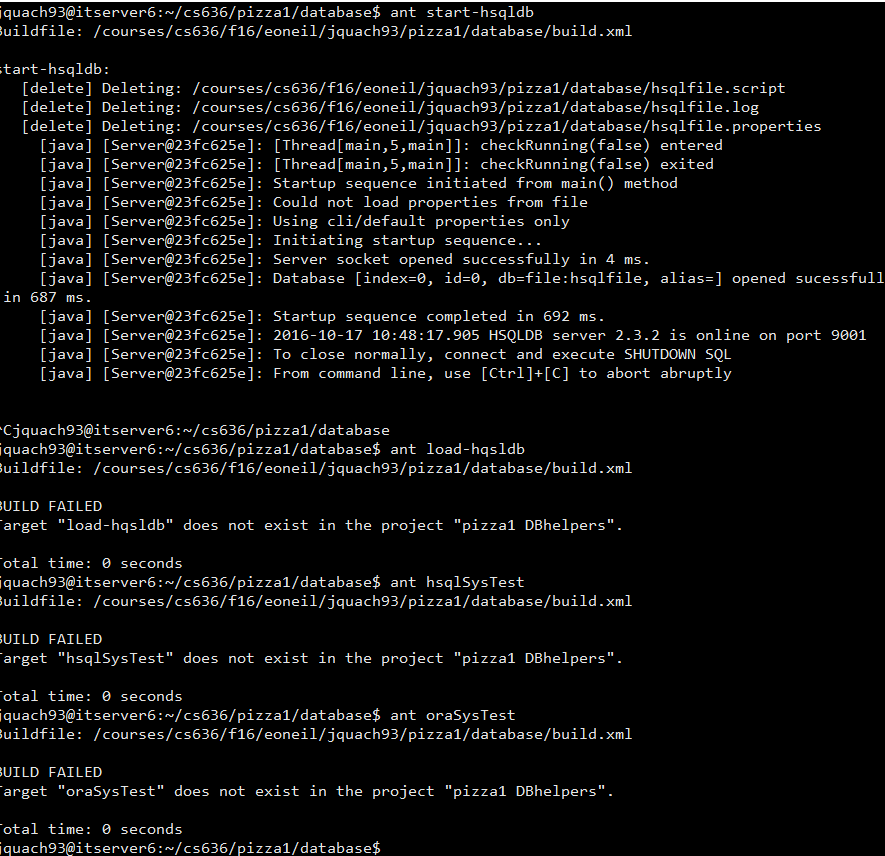 jquach93@itserver6:~/cs636/pizza1/database$ ant start-hsqldb
Buildfile: /courses/cs636/f16/eoneil/jquach93/pizza1/database/build.xml
start-hsqldb:
[delete] Deleting: /courses/cs636/f16/eoneil/jquach93/pizza1/database/hsqlfile.script
[delete] Deleting: /courses/cs636/f16/eoneil/jquach93/pizza1/database/hsqlfile.log
[delete] Deleting: /courses/cs636/f16/eoneil/jquach93/pizza1/database/hsqlfile.properties
[java] [Server@23fc625e]: [Thread[main,5,main]]: checkRunning(false) entered
[java] [Server@23fc625e]: [Thread[main,5,main]]: checkRunning(false) exited
[java] [Server@23fc625e]: Startup sequence initiated from main() method
[java] [Server@23fc625e]: Could not load properties from file
[java] [Server@23fc625e]: Using cli/default properties only
[java] [Server@23fc625e]: Initiating startup sequence...
[java] [Server@23fc625e]: Server socket opened successfully in 4 ms.
[java] [Server@23fc625e]: Database [index=0, id=0, db=file:hsqlfile, alias=] opened sucessfull
in 687 ms.
[java] [Server@23fc625e]: Startup sequence completed in 692 ms.
[java] [Server@23fc625e]: 2016-10-17 10:48:17.905 HSQLDB server 2.3.2 is online on port 9001
[java] [Server@23fc625e]: To close normally, connect and execute SHUTDOWN SQL
[java] [Server@23fc625e]: From command line, use [Ctrl]+[C] to abort abruptly
^Cjquach93@itserver6:~/cs636/pizza1/database
jquach93@itserver6:~/cs636/pizza1/database$ ant load-hqsldb
Buildfile: /courses/cs636/f16/eoneil/jquach93/pizza1/database/build.xml
BUILD FAILED
Target "load-hqsldb" does not exist in the project "pizza1 DBhelpers".
Total time: 0 seconds
jquach93@itserver6:~/cs636/pizza1/database$ ant hsqlSysTest
Buildfile: /courses/cs636/f16/eoneil/jquach93/pizza1/database/build.xml
BUILD FAILED
Target "hsqlSysTest" does not exist in the project "pizza1 DBhelpers".
Total time: 0 seconds
jquach93@itserver6:~/cs636/pizza1/database$ ant oraSysTest
Buildfile: /courses/cs636/f16/eoneil/jquach93/pizza1/database/build.xml
BUILD FAILED
Target "oraSysTest" does not exist in the project "pizza1 DBhelpers".
Total time: 0 seconds
jquach93@itserver6:~/cs636/pizza1/database$